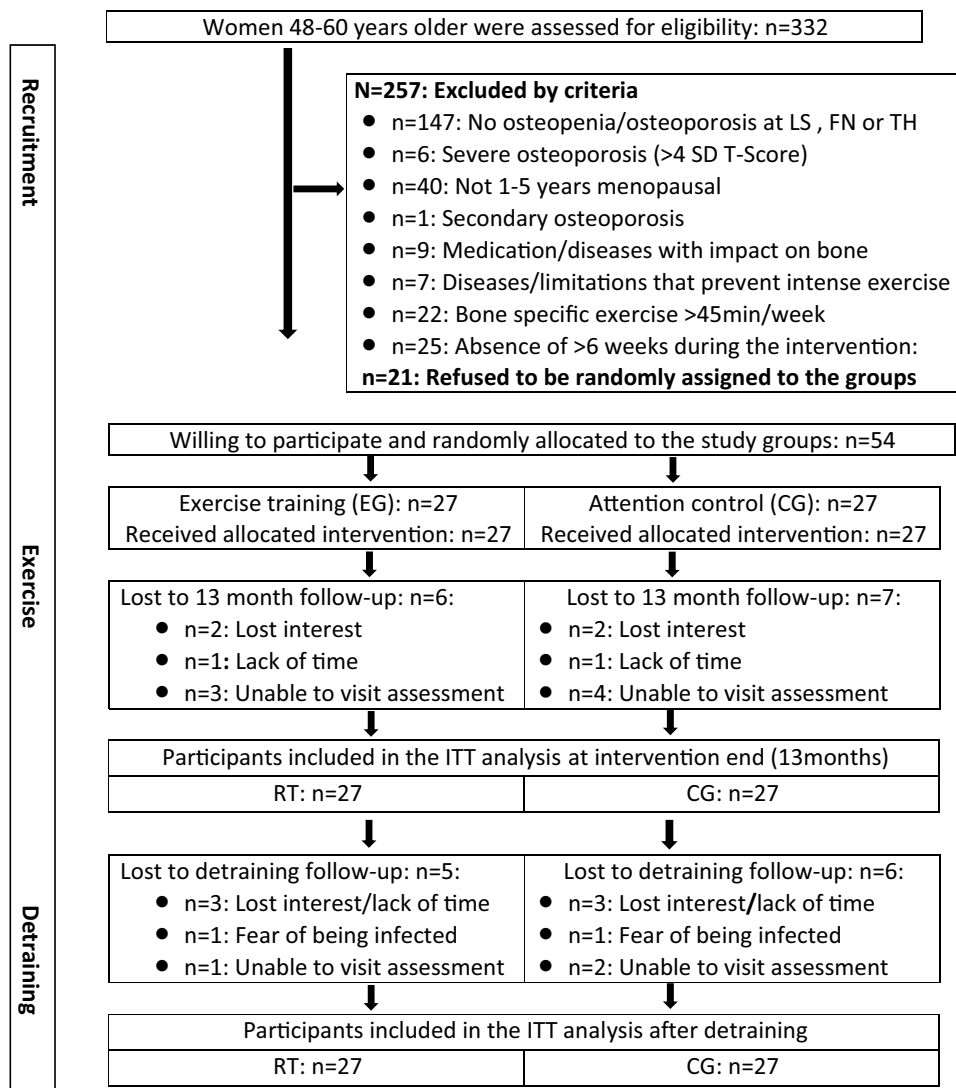 Women 48-60 years older were assessed for eligibility: n=332
Recruitment
N=257: Excluded by criteria
● n=147: No osteopenia/osteoporosis at LS , FN or TH
● n=6: Severe osteoporosis (>4 SD T-Score)
● n=40: Not 1-5 years menopausal
● n=1: Secondary osteoporosis
● n=9: Medication/diseases with impact on bone
● n=7: Diseases/limitations that prevent intense exercise
● n=22: Bone specific exercise >45min/week
● n=25: Absence of >6 weeks during the intervention:
n=21: Refused to be randomly assigned to the groups
Willing to participate and randomly allocated to the study groups: n=54
Exercise
Exercise training (EG): n=27
Received allocated intervention: n=27
Attention control (CG): n=27
Received allocated intervention: n=27
Lost to 13 month follow-up: n=6:
● n=2: Lost interest
● n=1: Lack of time
● n=3: Unable to visit assessment
Lost to 13 month follow-up: n=7:
● n=2: Lost interest
● n=1: Lack of time
● n=4: Unable to visit assessment
Participants included in the ITT analysis at intervention end (13months)
RT: n=27
CG: n=27
Detraining
Lost to detraining follow-up: n=5:
● n=3: Lost interest/lack of time
● n=1: Fear of being infected
● n=1: Unable to visit assessment
Lost to detraining follow-up: n=6:
● n=3: Lost interest/lack of time
● n=1: Fear of being infected
● n=2: Unable to visit assessment
Participants included in the ITT analysis after detraining
RT: n=27
CG: n=27